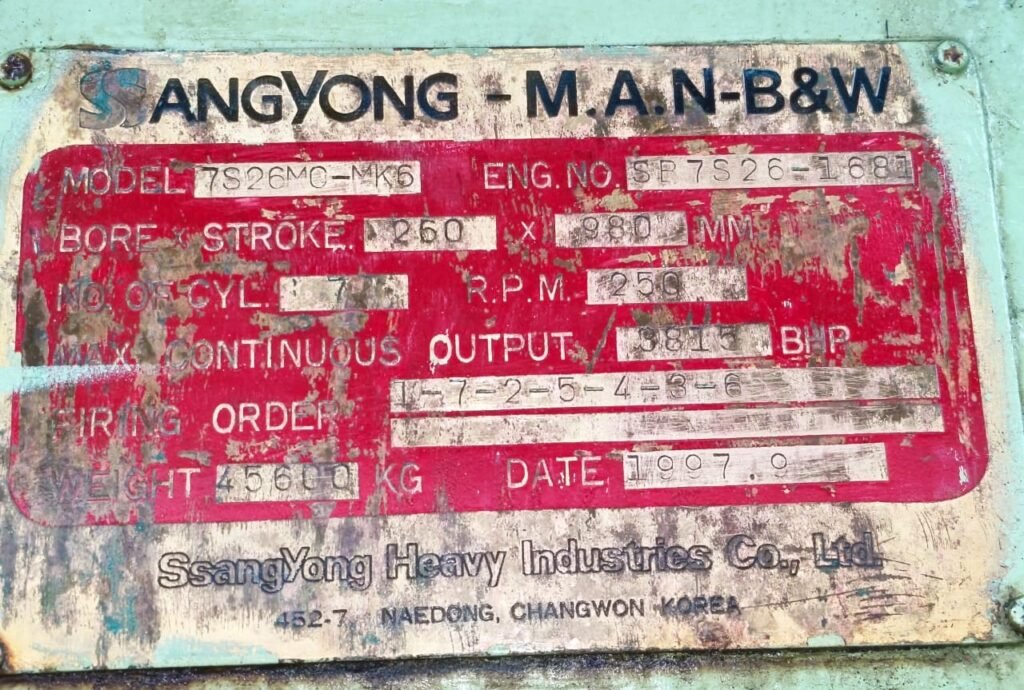 SSANGYONG - M.A.N-B&W
MODEL 7S26MC-MK6 ENG. NO. SB7S26-1681
BORE x STROKE 260 x 980 MM
NO. OF CYL. 7 R.P.M. 250
MAX. CONTINUOUS OUTPUT 3815 BHP
FIRING ORDER 1-7-2-5-4-3-6
WEIGHT 45600 KG DATE 1997.9
SsangYong Heavy Industries Co., Ltd.
452-7, NAEDONG, CHANGWON KOREA